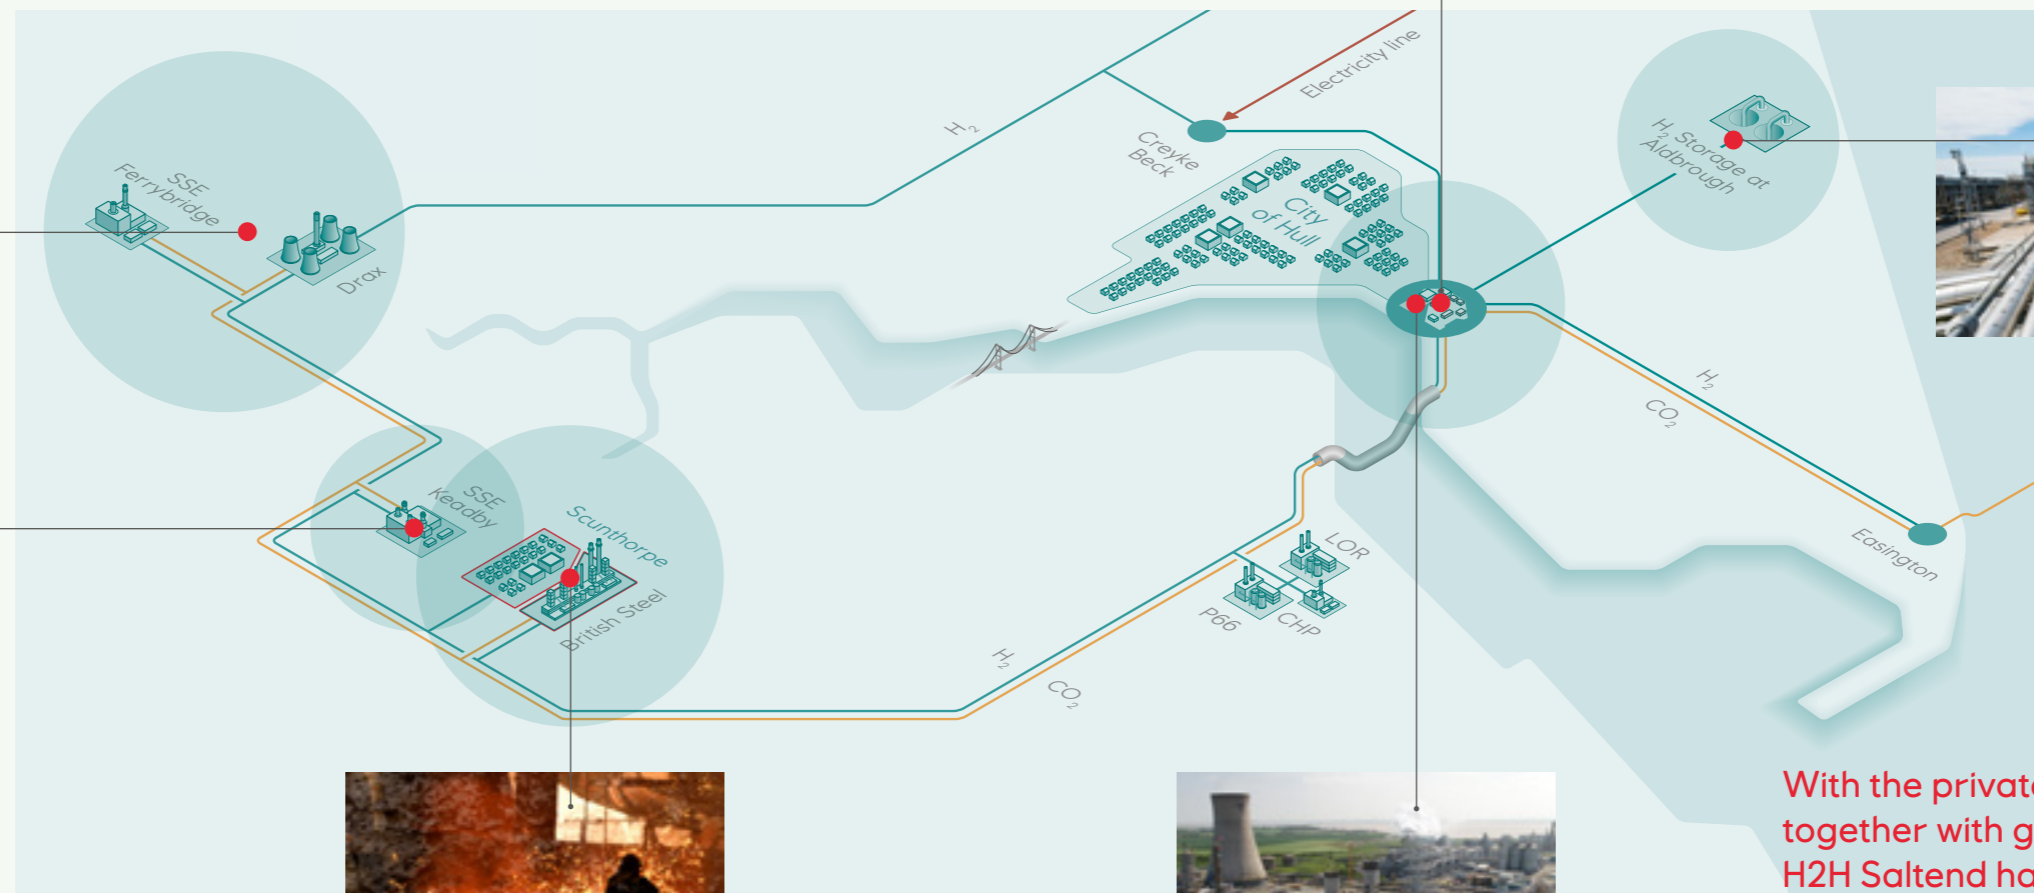 Electricity line
H₂
Creyke
Beck
H₂ Storage at
Aldbrough
SSE
Ferrybridge
Drax
City
of Hull
H₂
CO₂
SSE
Keadby
Scunthorpe
British Steel
LOR
P66
CHP
Easington
H₂
CO₂
With the private
together with g
H2H Saltend ha